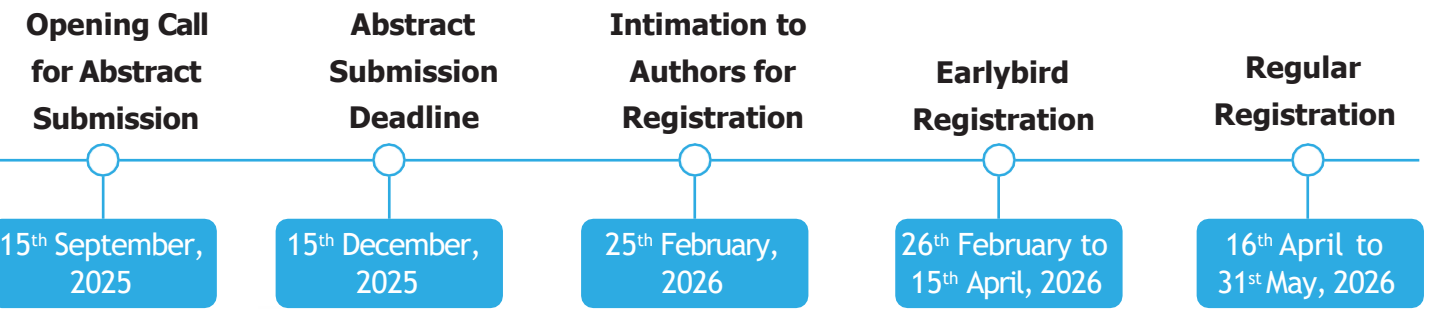 Opening Call
for Abstract
Submission
Abstract
Submission
Deadline
Intimation to
Authors for
Registration
Earlybird
Registration
Regular
Registration
15th September,
2025
15th December,
2025
25th February,
2026
26th February to
15th April, 2026
16th April to
31st May, 2026